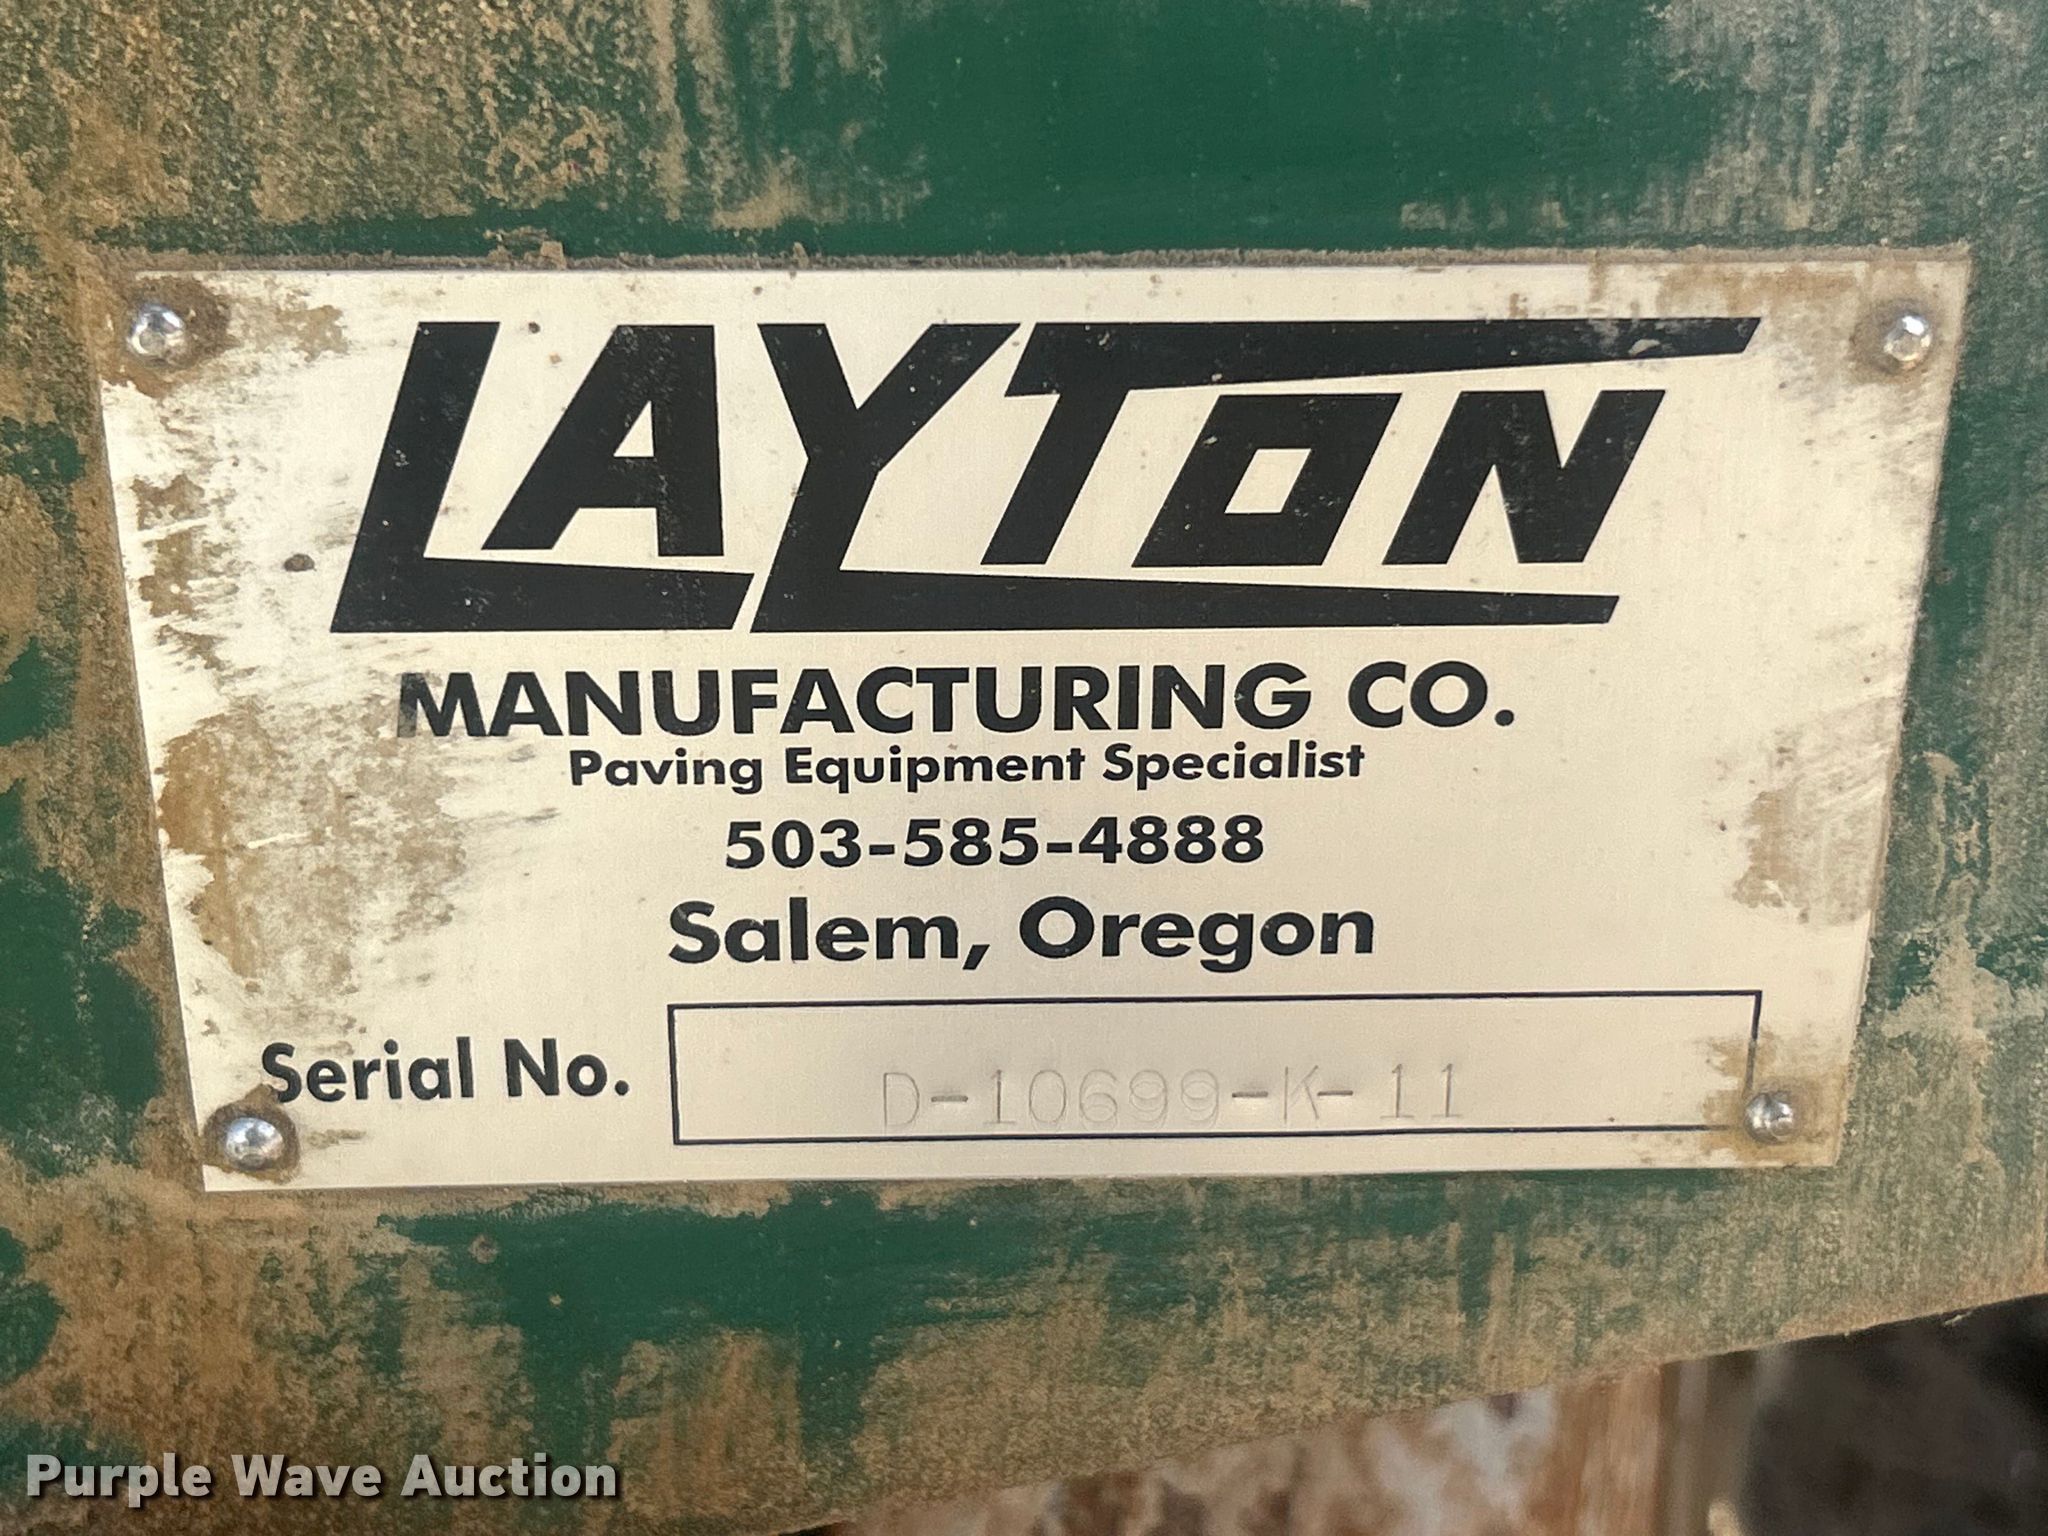 LAYTON
MANUFACTURING CO.
Paving Equipment Specialist
503-585-4888
Salem, Oregon
Serial No. D-10699-K-11
Purple Wave Auction